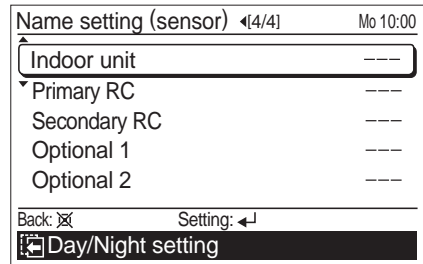 Name setting (sensor) ◀[4/4] Mo 10:00
Indoor unit ---
Primary RC ---
Secondary RC ---
Optional 1 ---
Optional 2 ---
Back: Setting: ↵
Day/Night setting